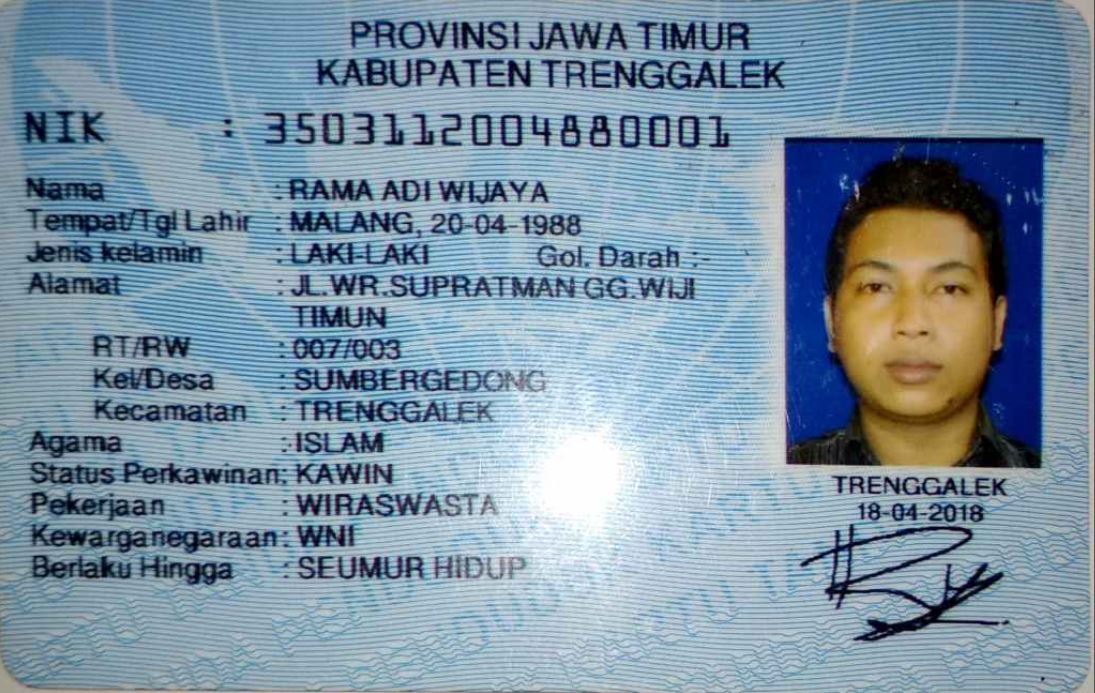 PROVINSI JAWA TIMUR
KABUPATEN TRENGGALEK
NIK : 3503112004880001
Nama : RAMA ADI WIJAYA
Tempat/Tgl Lahir : MALANG, 20-04-1988
Jenis kelamin : LAKI-LAKI Gol. Darah :-
Alamat : JL.WR.SUPRATMAN GG.WIJI
TIMUN
RT/RW : 007/003
Kel/Desa : SUMBERGEDONG
Kecamatan : TRENGGALEK
Agama : ISLAM
Status Perkawinan: KAWIN
Pekerjaan : WIRASWASTA
Kewarganegaraan: WNI
Berlaku Hingga : SEUMUR HIDUP
TRENGGALEK
18-04-2018